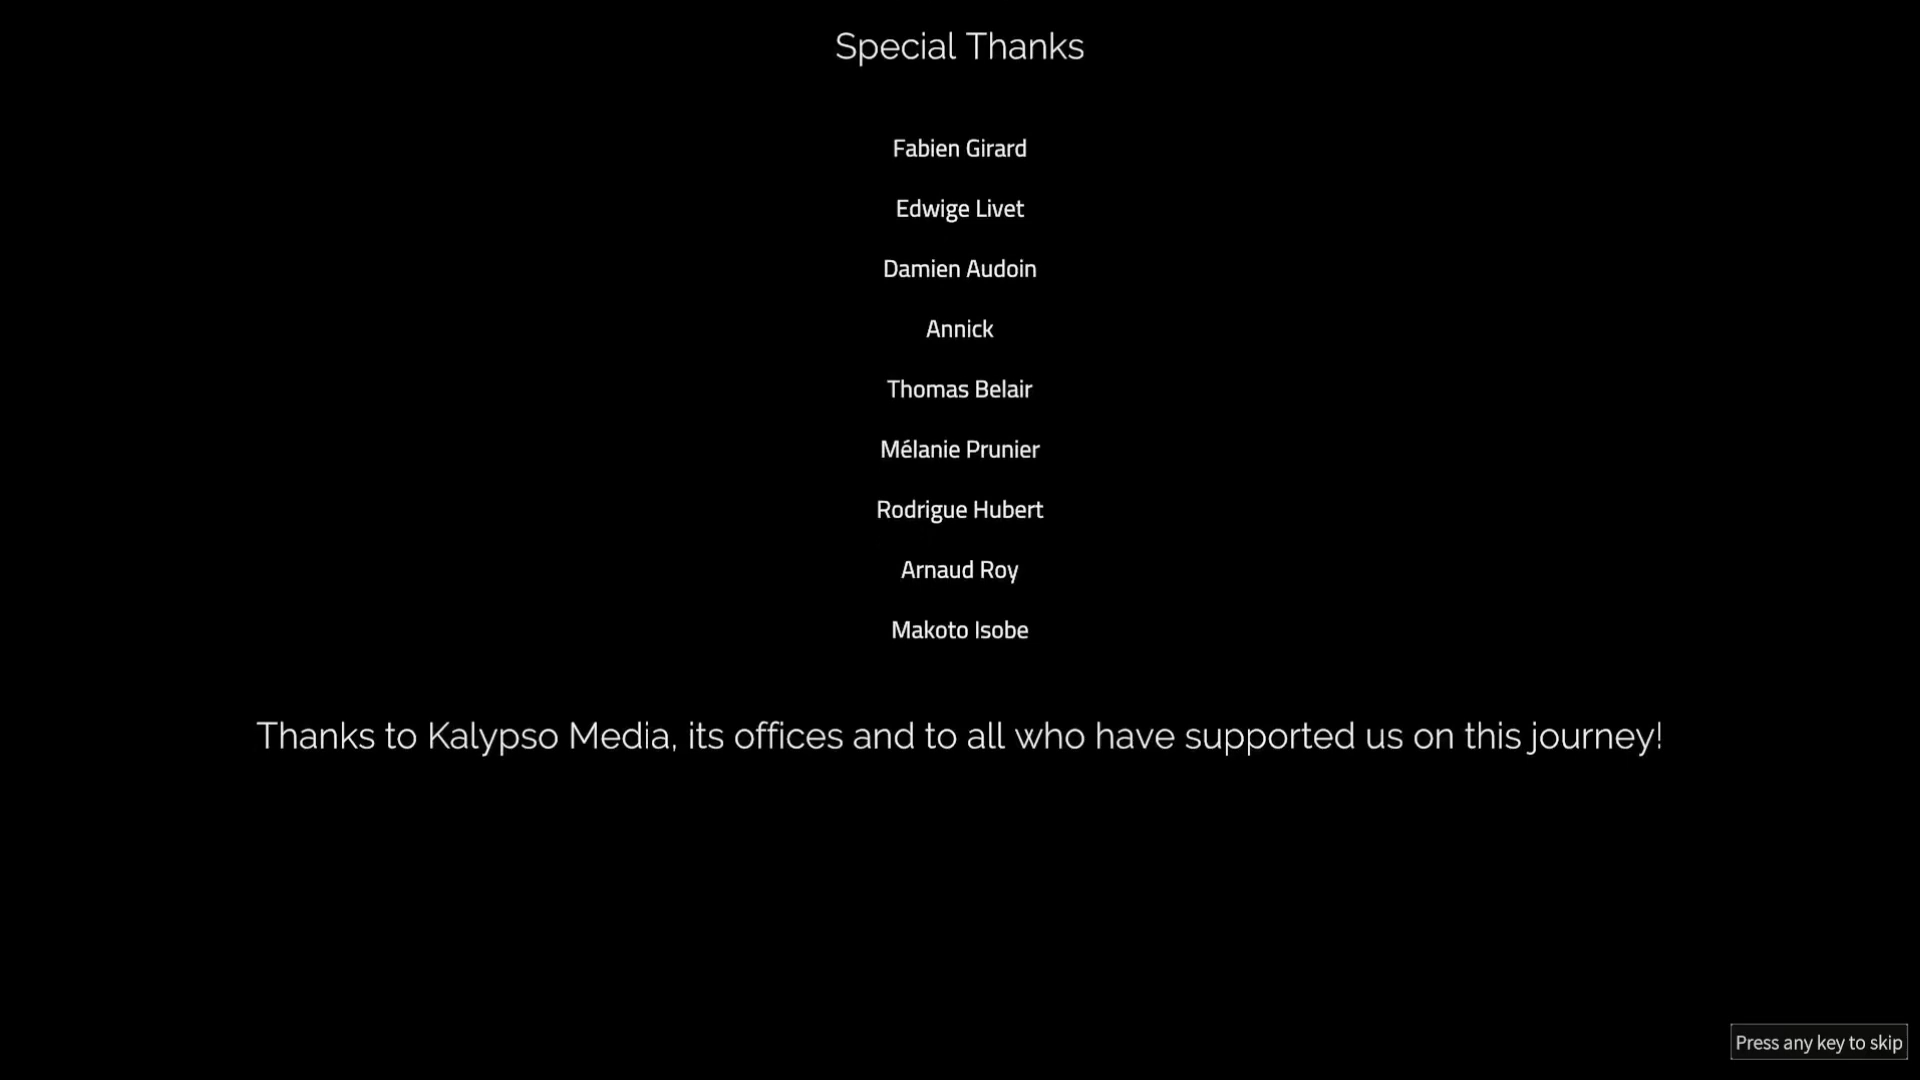 Special Thanks
Fabien Girard
Edwige Livet
Damien Audoin
Annick
Thomas Belair
Mélanie Prunier
Rodrigue Hubert
Arnaud Roy
Makoto Isobe
Thanks to Kalypso Media, its offices and to all who have supported us on this journey!
Press any key to skip